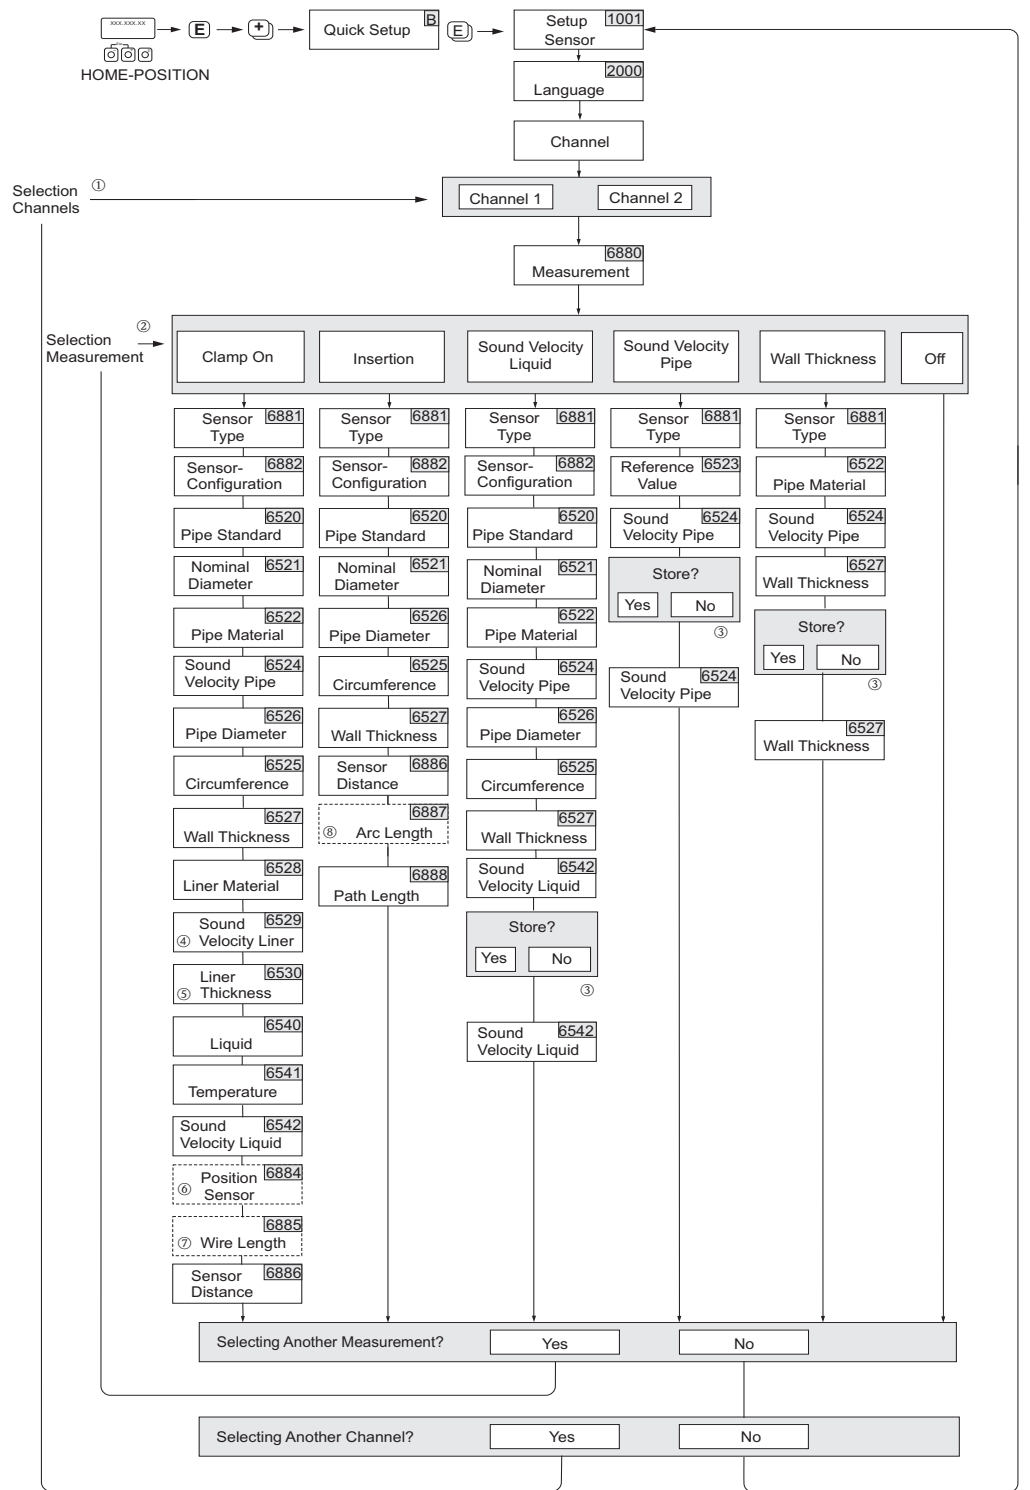 xxx.xxx.xx
E
+
Quick Setup
B
E
Setup
Sensor
1001
HOME-POSITION
2000
Language
Channel
Selection
Channels
①
Channel 1
Channel 2
6880
Measurement
Selection
Measurement
②
Clamp On
Insertion
Sound Velocity
Liquid
Sound Velocity
Pipe
Wall Thickness
Off
Sensor
Type
6881
Sensor-
Configuration
6882
6520
Pipe Standard
Nominal
Diameter
6521
6522
Pipe Material
Sound
Velocity Pipe
6524
6526
Pipe Diameter
6525
Circumference
6527
Wall Thickness
6528
Liner Material
④
Sound
Velocity Liner
6529
⑤
Liner
Thickness
6530
6540
Liquid
6541
Temperature
Sound
Velocity Liquid
6542
⑥
Position
Sensor
6884
6885
⑦ Wire Length
Sensor
Distance
6886
Sensor
Type
6881
Sensor-
Configuration
6882
6520
Pipe Standard
Nominal
Diameter
6521
6526
Pipe Diameter
6525
Circumference
6527
Wall Thickness
Sensor
Distance
6886
6887
⑧ Arc Length
6888
Path Length
Sensor
Type
6881
Sensor-
Configuration
6882
6520
Pipe Standard
Nominal
Diameter
6521
6522
Pipe Material
Sound
Velocity Pipe
6524
6526
Pipe Diameter
6525
Circumference
6527
Wall Thickness
Sound
Velocity Liquid
6542
Store?
Yes
No
③
Sound
Velocity Liquid
6542
Sensor
Type
6881
Reference
Value
6523
Sound
Velocity Pipe
6524
Store?
Yes
No
③
Sound
Velocity Pipe
6524
Sensor
Type
6881
6522
Pipe Material
Sound
Velocity Pipe
6524
6527
Wall Thickness
Store?
Yes
No
③
6527
Wall Thickness
Selecting Another Measurement?
Yes
No
Selecting Another Channel?
Yes
No